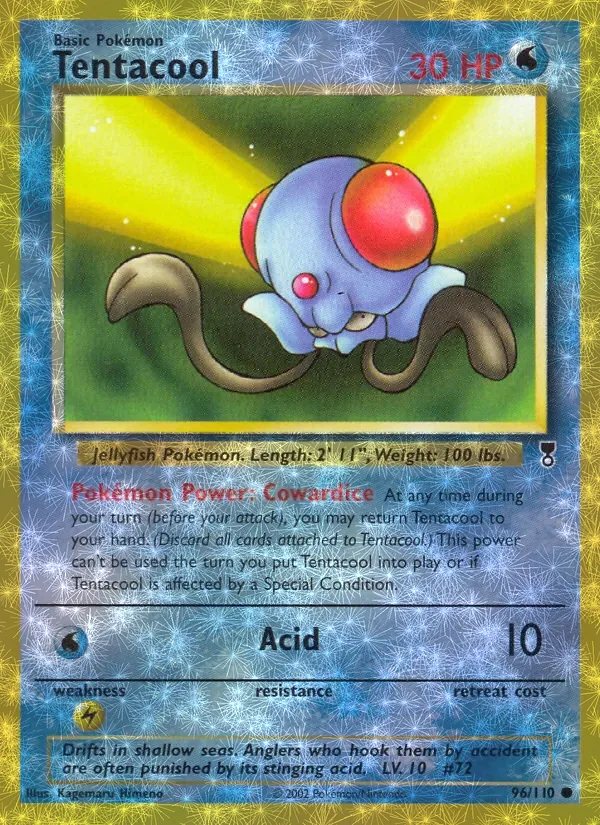 Basic Pokémon
Tentacool
30 HP
Jellyfish Pokémon. Length: 2' 11", Weight: 100 lbs.
Pokémon Power: Cowardice At any time during
your turn (before your attack), you may return Tentacool to
your hand. (Discard all cards attached to Tentacool.) This power
can't be used the turn you put Tentacool into play or if
Tentacool is affected by a Special Condition.
Acid
10
weakness
resistance
retreat cost
Drifts in shallow seas. Anglers who hook them by accident
are often punished by its stinging acid. LV. 10 #72
Illus. Kagemaru Himeno
© 2002 Pokémon/Nintendo
96/110